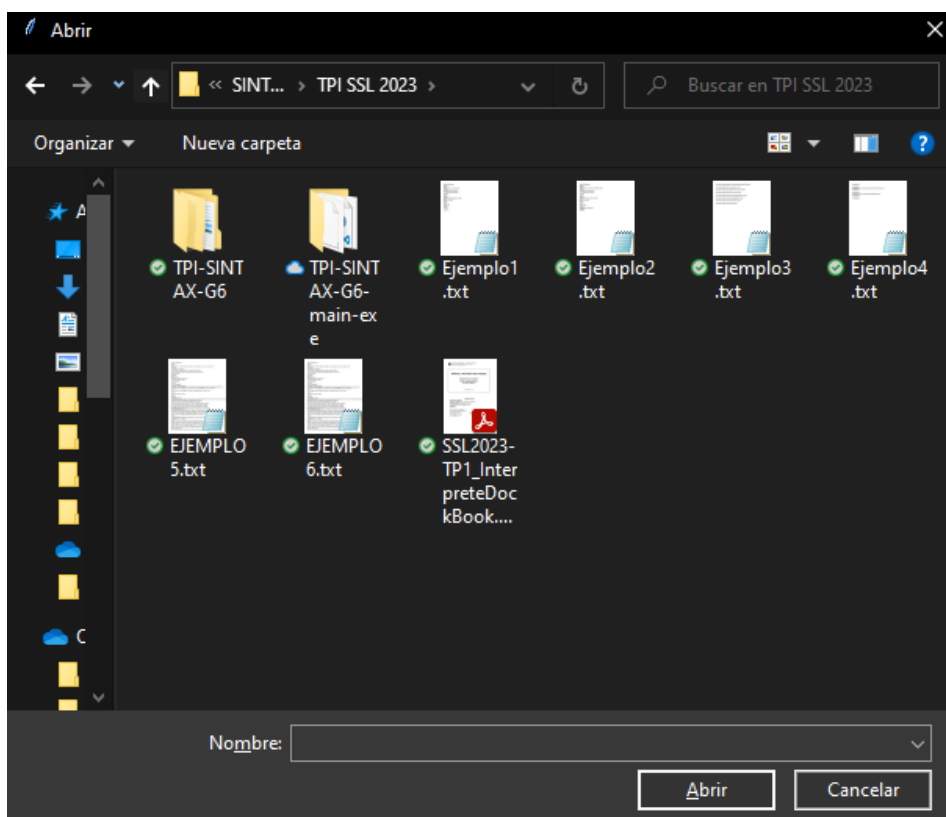 Abrir
« SINT... › TPI SSL 2023 ›
Buscar en TPI SSL 2023
Organizar
Nueva carpeta
A
TPI-SINT
AX-G6
TPI-SINT
AX-G6-
main-ex
e
Ejemplo1
.txt
Ejemplo2
.txt
Ejemplo3
.txt
Ejemplo4
.txt
EJEMPLO
5.txt
EJEMPLO
6.txt
SSL2023-
TP1_Inter
preteDoc
kBook....
C
Nombre:
Abrir
Cancelar